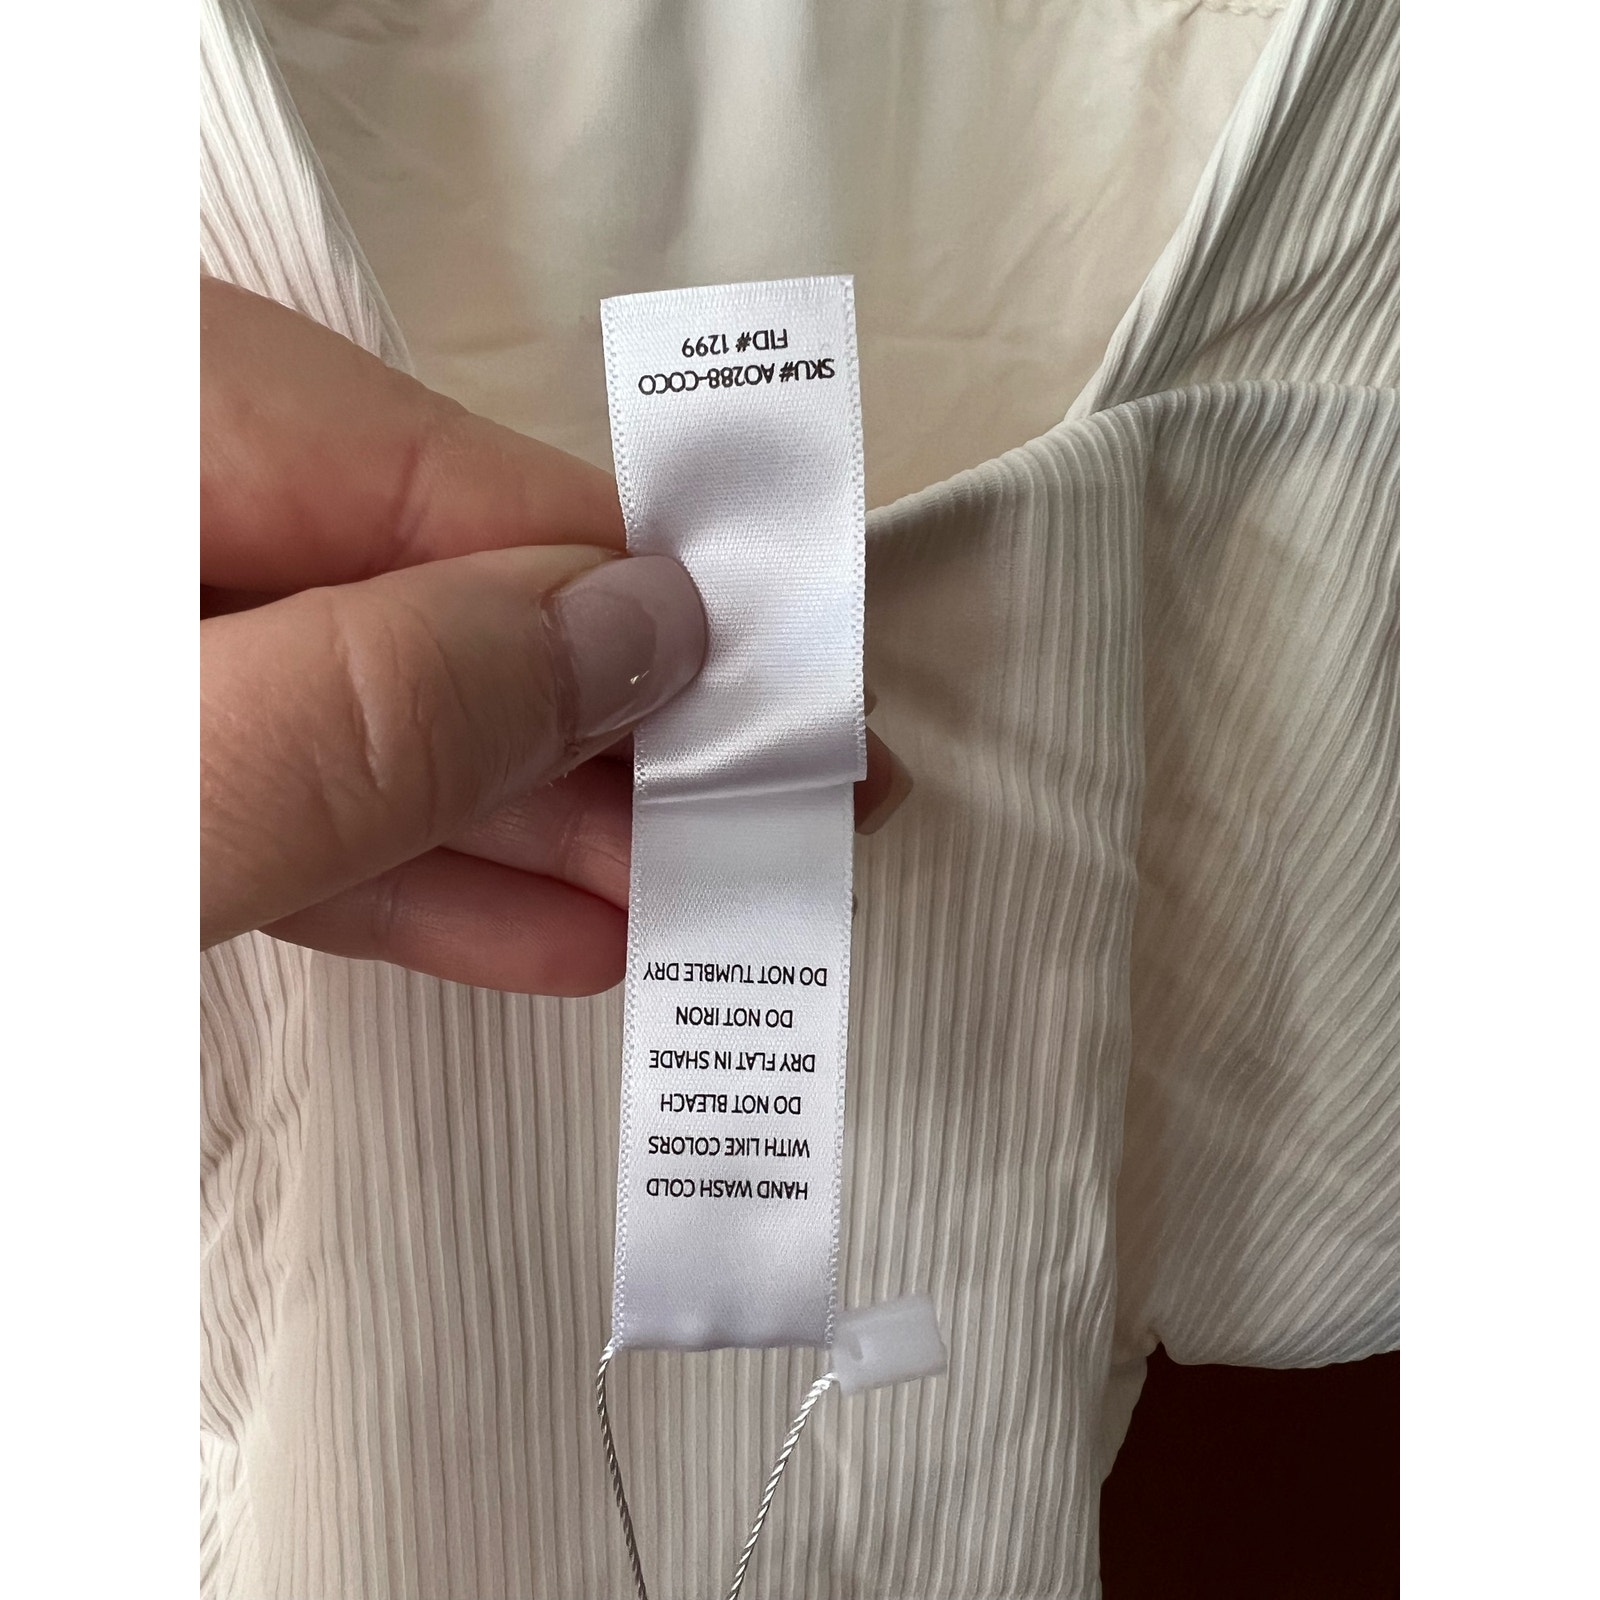 HAND WASH COLD
WITH LIKE COLORS
DO NOT BLEACH
DRY FLAT IN SHADE
DO NOT IRON
DO NOT TUMBLE DRY
SKU# AO288-COCO
FID# 1299